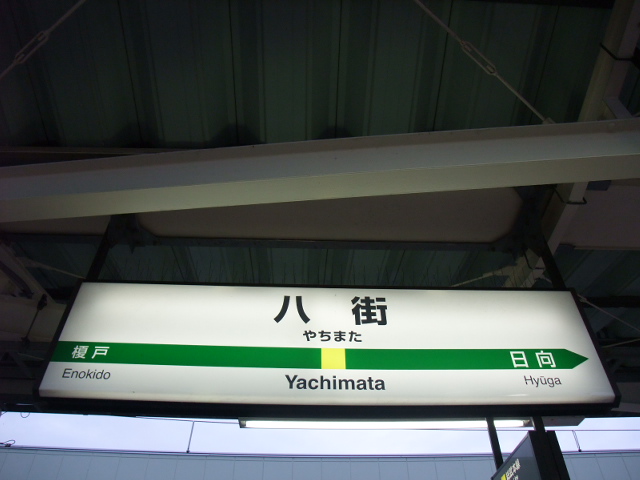 八街
やちまた
榎戸
日向
Enokido
Yachimata
Hyūga